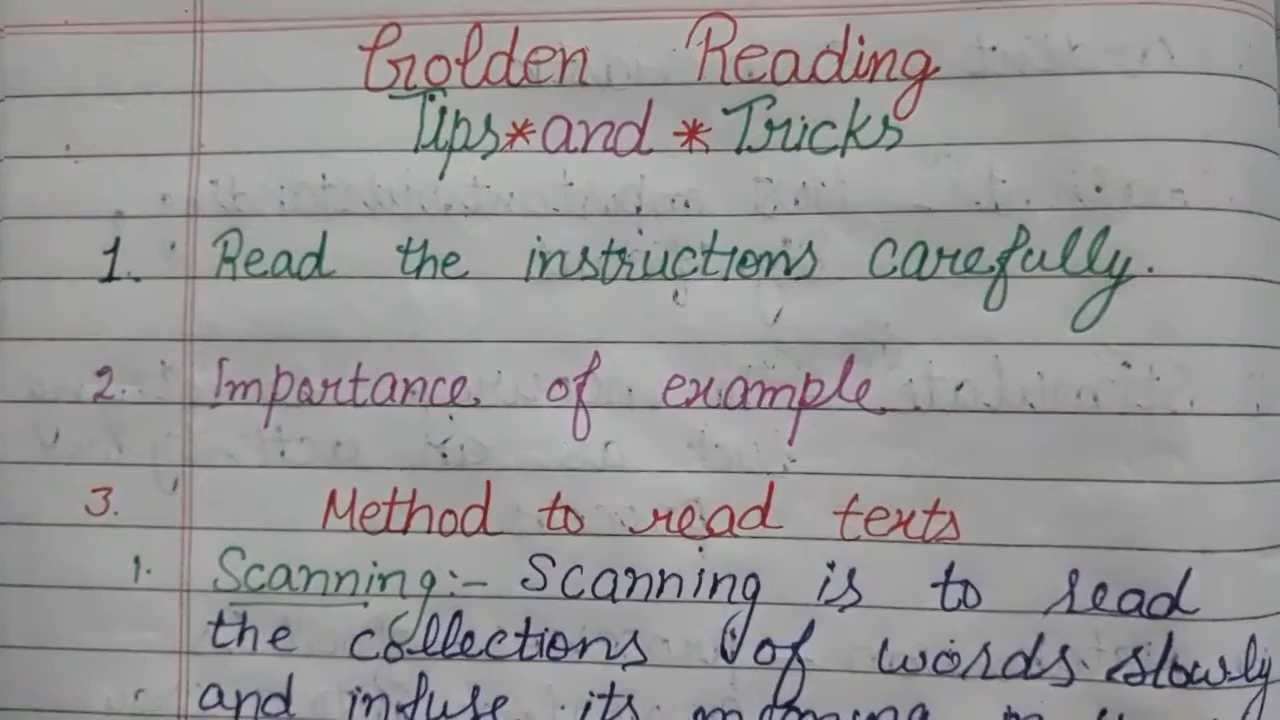 Golden Reading
Tips * and * Tricks
1. Read the instructions carefully.
2. Importance of example
3. Method to read texts
1. Scanning:- Scanning is to read
the collections of words slowly
and infuse its